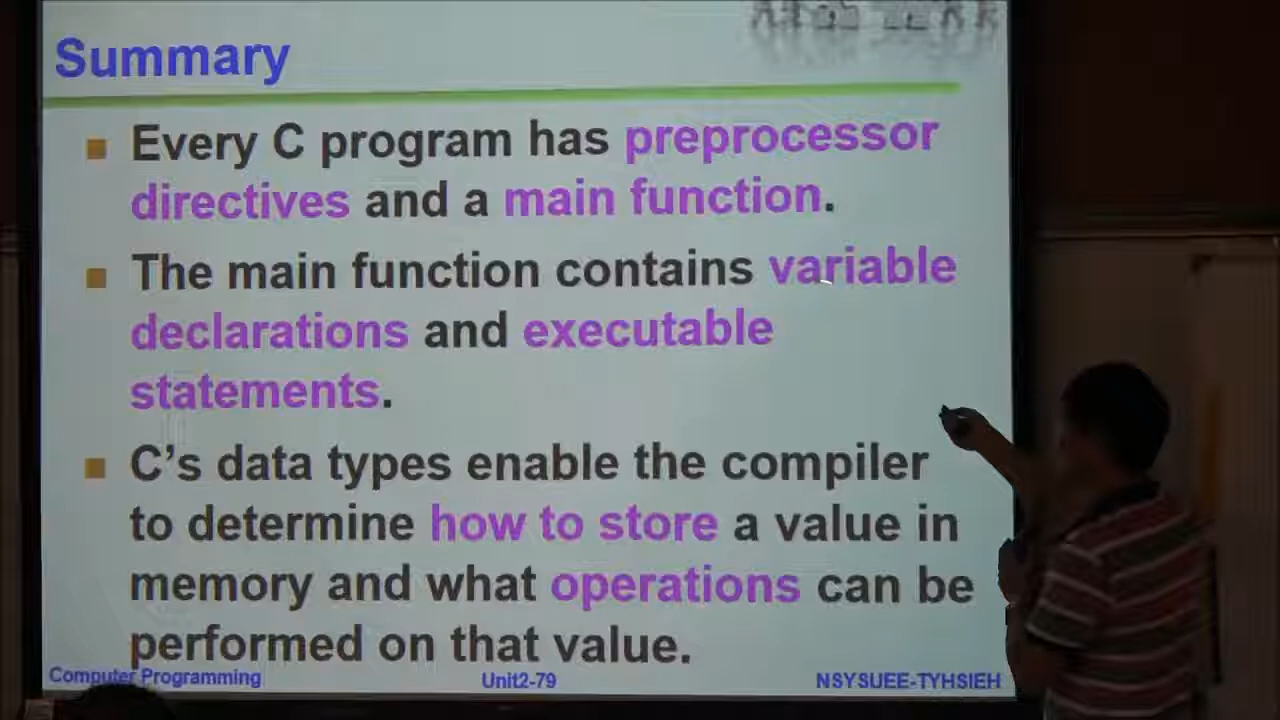 Summary
Every C program has preprocessor
directives and a main function.
The main function contains variable
declarations and executable
statements.
C’s data types enable the compiler
to determine how to store a value in
memory and what operations can be
performed on that value.
Computer Programming Unit2-79 NSYSUEE-TYHSIEH